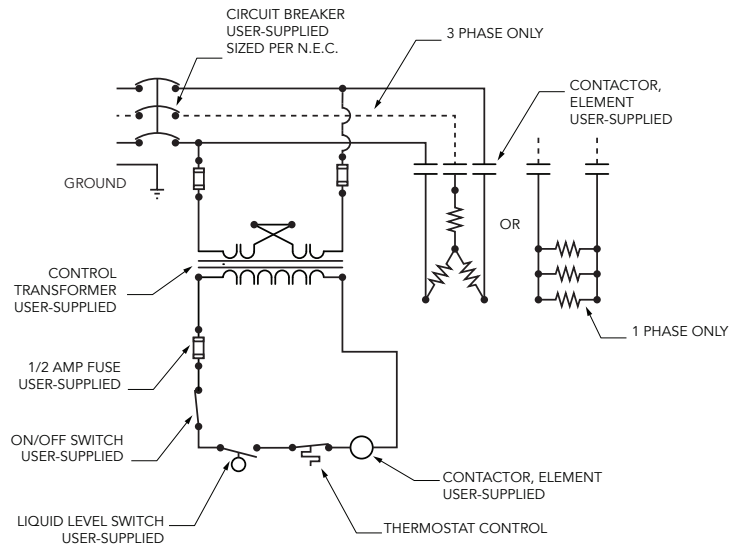 CIRCUIT BREAKER
USER-SUPPLIED
SIZED PER N.E.C.
3 PHASE ONLY
CONTACTOR,
ELEMENT
USER-SUPPLIED
GROUND
OR
CONTROL
TRANSFORMER
USER-SUPPLIED
1 PHASE ONLY
1/2 AMP FUSE
USER-SUPPLIED
ON/OFF SWITCH
USER-SUPPLIED
CONTACTOR, ELEMENT
USER-SUPPLIED
LIQUID LEVEL SWITCH
USER-SUPPLIED
THERMOSTAT CONTROL